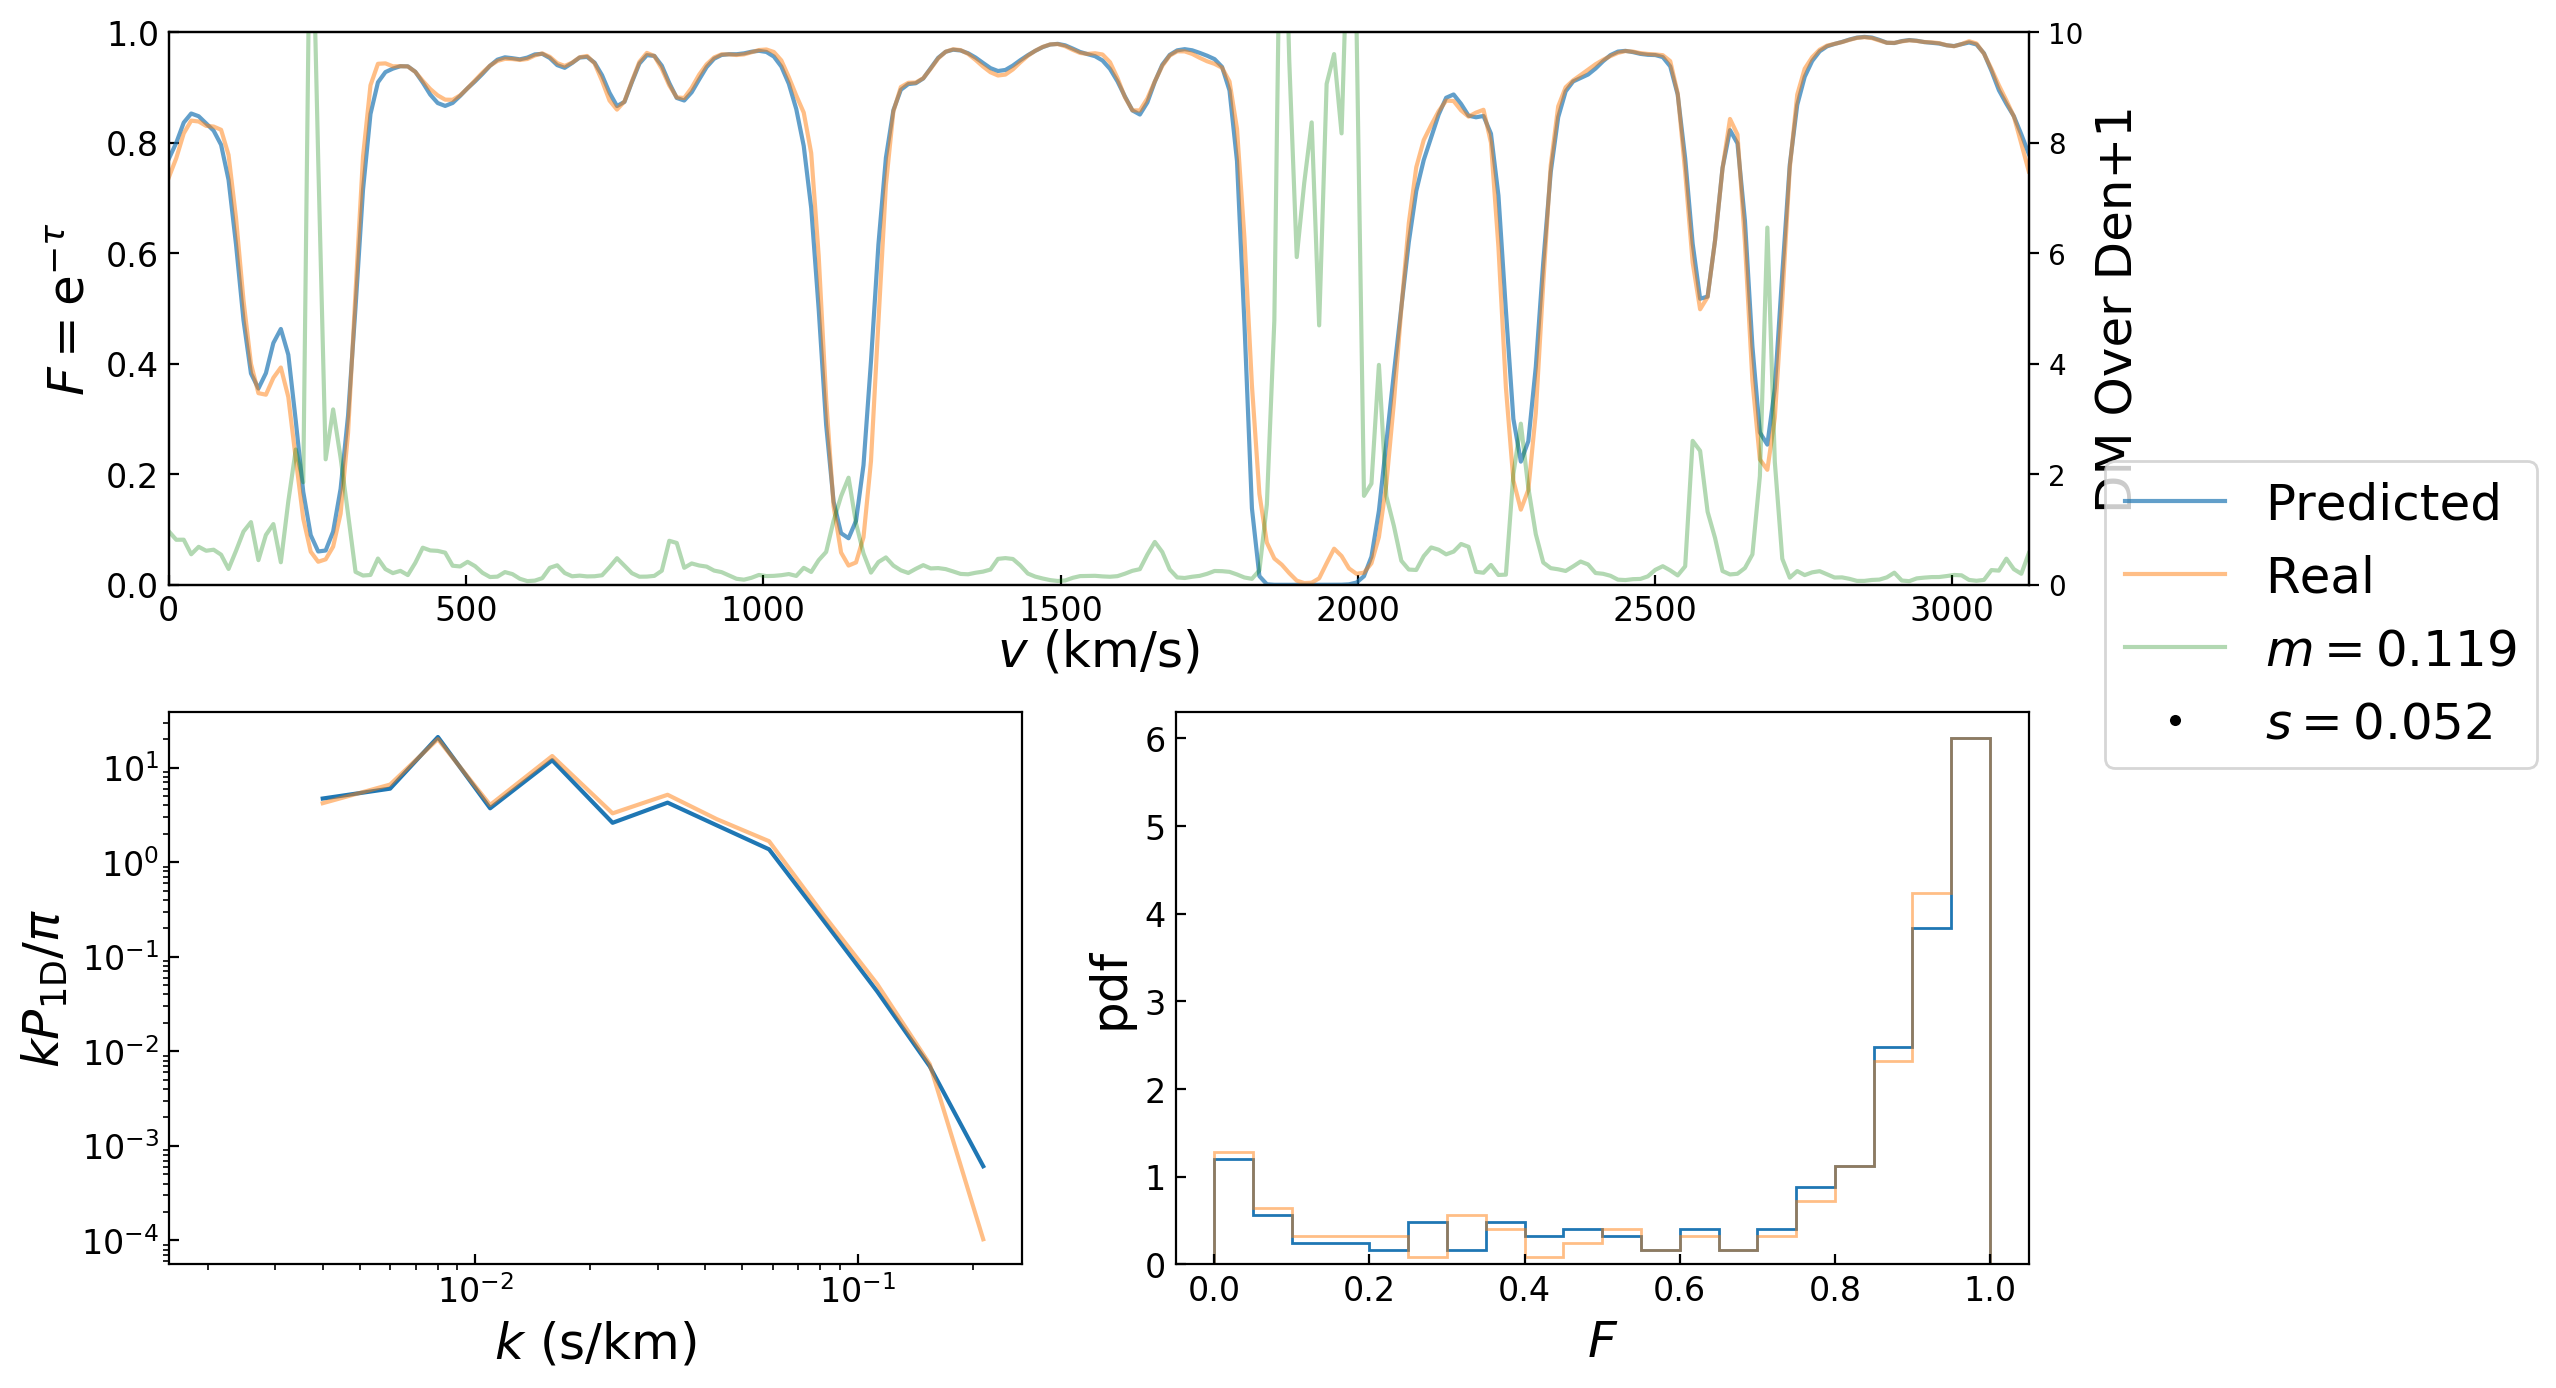 1.0
0.8
0.6
0.4
0.2
0.0
F = e^{-τ}
10
8
6
4
2
0
DM Over Den+1
0 500 1000 1500 2000 2500 3000
v (km/s)
Predicted
Real
m = 0.119
s = 0.052
10^1
10^0
10^{-1}
10^{-2}
10^{-3}
10^{-4}
kP_{1D}/π
10^{-2} 10^{-1}
k (s/km)
6
5
4
3
2
1
0
pdf
0.0 0.2 0.4 0.6 0.8 1.0
F